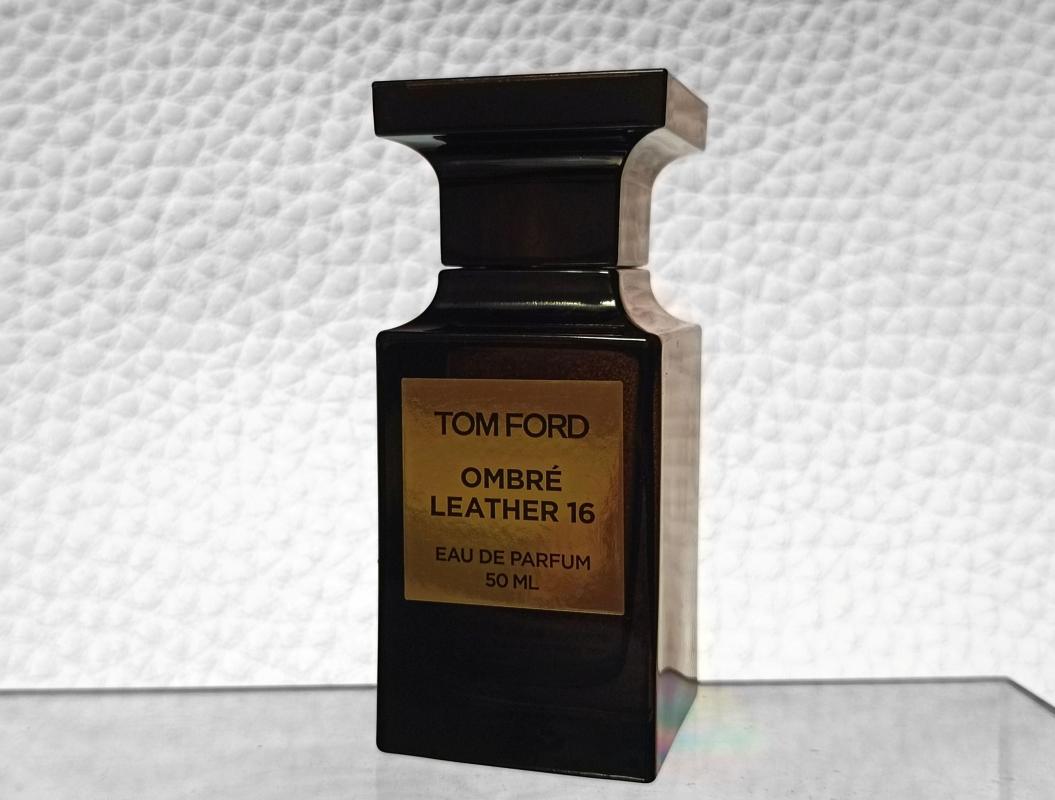 TOM FORD
OMBRÉ
LEATHER 16
EAU DE PARFUM
50 ML